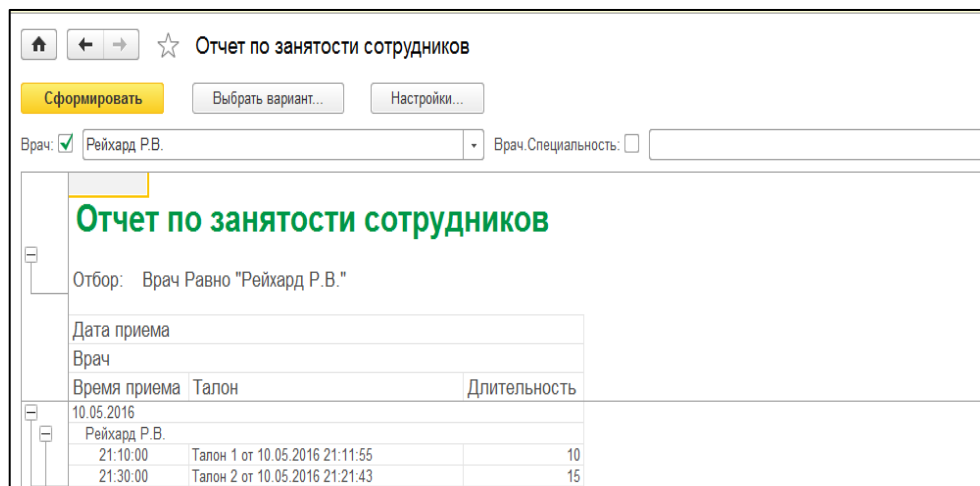 Отчет по занятости сотрудников
Сформировать Выбрать вариант... Настройки...
Врач: Рейхард Р.В. Врач.Специальность:
Отчет по занятости сотрудников
Отбор: Врач Равно "Рейхард Р.В."
Дата приема
Врач
Время приема Талон Длительность
10.05.2016
Рейхард Р.В.
21:10:00 Талон 1 от 10.05.2016 21:11:55 10
21:30:00 Талон 2 от 10.05.2016 21:21:43 15